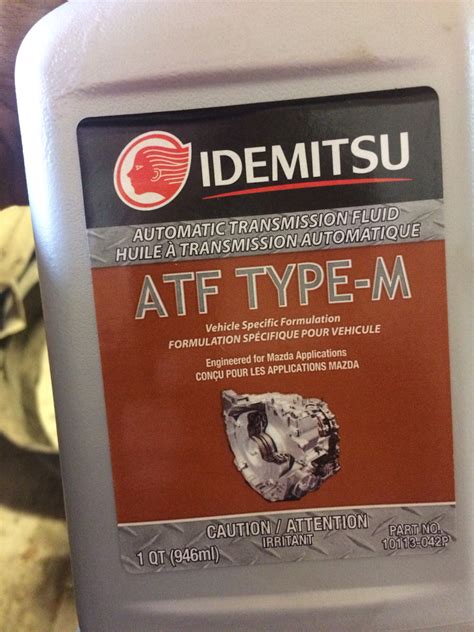 IDEMITSU
AUTOMATIC TRANSMISSION FLUID
HUILE À TRANSMISSION AUTOMATIQUE
ATF TYPE-M
Vehicle Specific Formulation
FORMULATION SPÉCIFIQUE POUR VEHICULE
Engineered for Mazda Applications
CONÇU POUR LES APPLICATIONS MAZDA
CAUTION / ATTENTION
IRRITANT
1 QT (946ml)
PART NO.
10113-042P